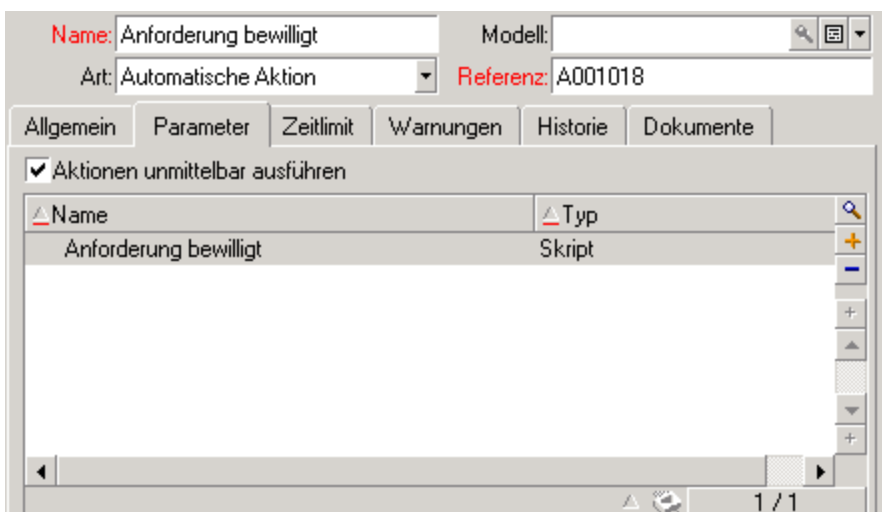 Name: Anforderung bewilligt Modell:
Art: Automatische Aktion Referenz: A001018
Allgemein Parameter Zeitlimit Warnungen Historie Dokumente
Aktionen unmittelbar ausführen
Name Typ
Anforderung bewilligt Skript
1 / 1